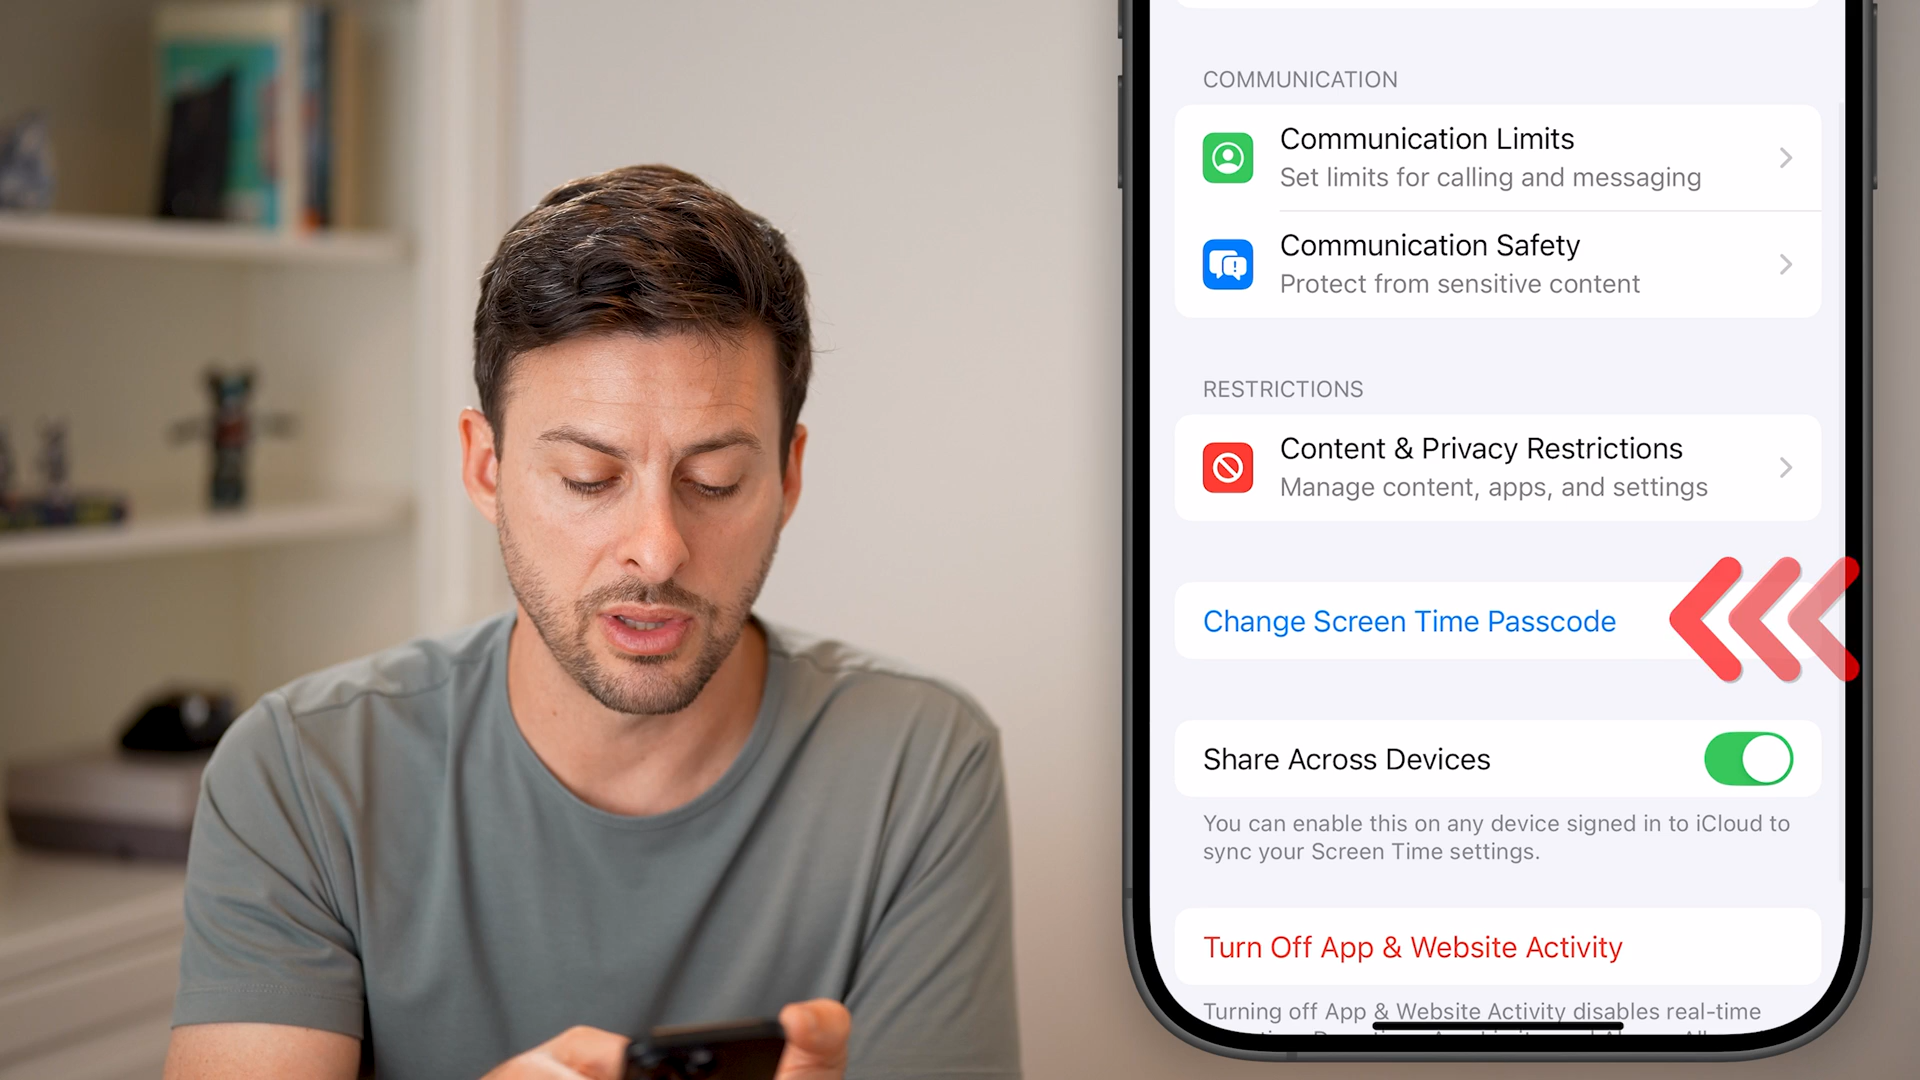 COMMUNICATION
Communication Limits
Set limits for calling and messaging
Communication Safety
Protect from sensitive content
RESTRICTIONS
Content & Privacy Restrictions
Manage content, apps, and settings
Change Screen Time Passcode
Share Across Devices
You can enable this on any device signed in to iCloud to
sync your Screen Time settings.
Turn Off App & Website Activity
Turning off App & Website Activity disables real-time